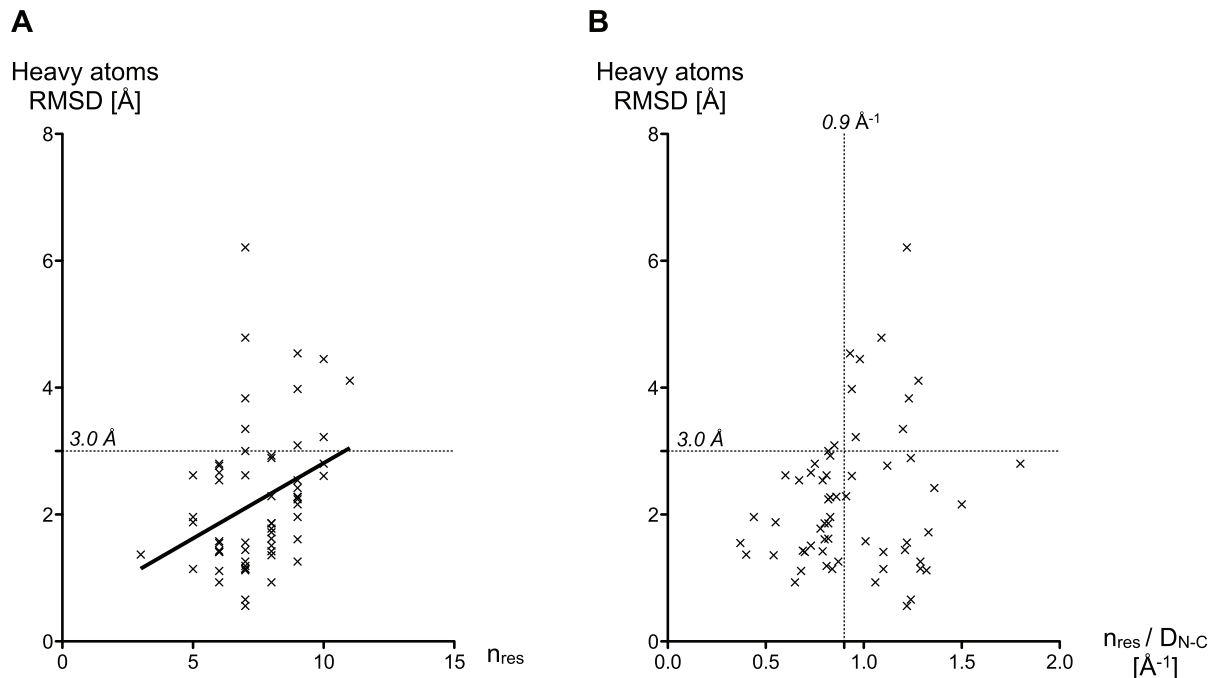 A
Heavy atoms
RMSD [Å]
8
6
4
3.0 Å
2
0
0 5 10 15
nres
B
Heavy atoms
RMSD [Å]
0.9 Å-1
8
6
4
3.0 Å
2
0
0.0 0.5 1.0 1.5 2.0
nres / DN-C
[Å-1]